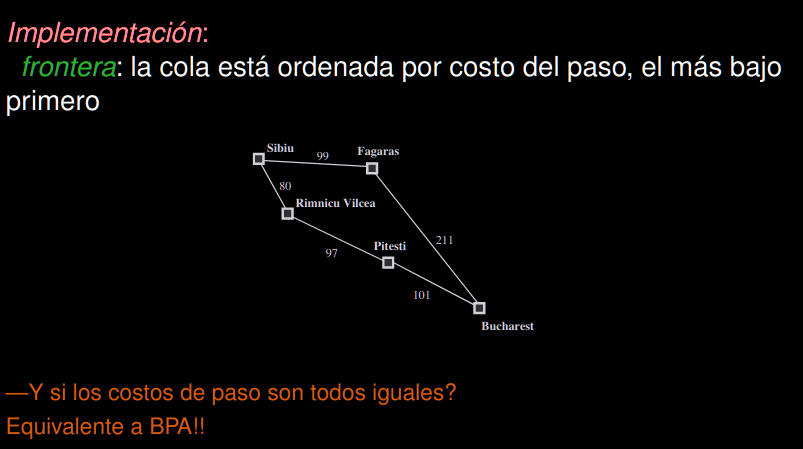 Implementación:
frontera: la cola está ordenada por costo del paso, el más bajo
primero
Sibiu
99
Fagaras
80
Rimnicu Vilcea
97
Pitesti
211
101
Bucharest
—Y si los costos de paso son todos iguales?
Equivalente a BPA!!